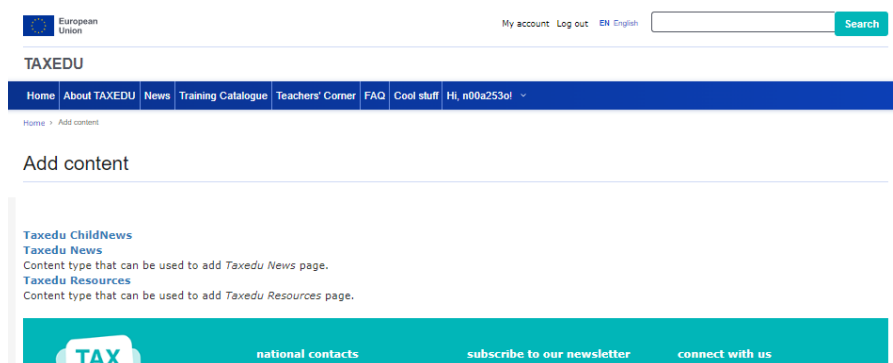 European
Union
My account Log out EN English
Search
TAXEDU
Home About TAXEDU News Training Catalogue Teachers' Corner FAQ Cool stuff Hi, n00a253o!
Home > Add content
Add content
Taxedu ChildNews
Taxedu News
Content type that can be used to add Taxedu News page.
Taxedu Resources
Content type that can be used to add Taxedu Resources page.
TAX
national contacts subscribe to our newsletter connect with us